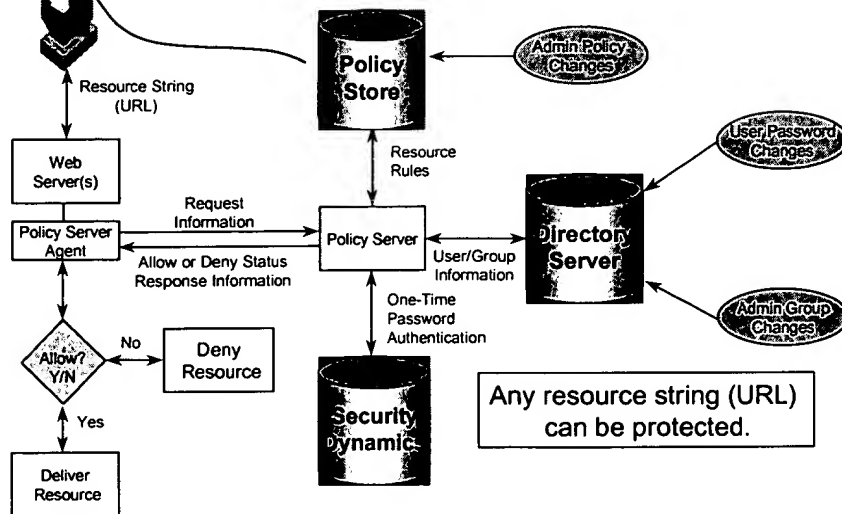 Policy
Store
Admin Policy
Changes
Resource String
(URL)
User Password
Changes
Web
Server(s)
Resource
Rules
Request
Information
Policy Server
Agent
Policy Server
Directory
Server
Allow or Deny Status
Response Information
User/Group
Information
One-Time
Password
Authentication
Admin Group
Changes
Allow?
Y/N
No
Deny
Resource
Security
Dynamic
Any resource string (URL)
can be protected.
Yes
Deliver
Resource